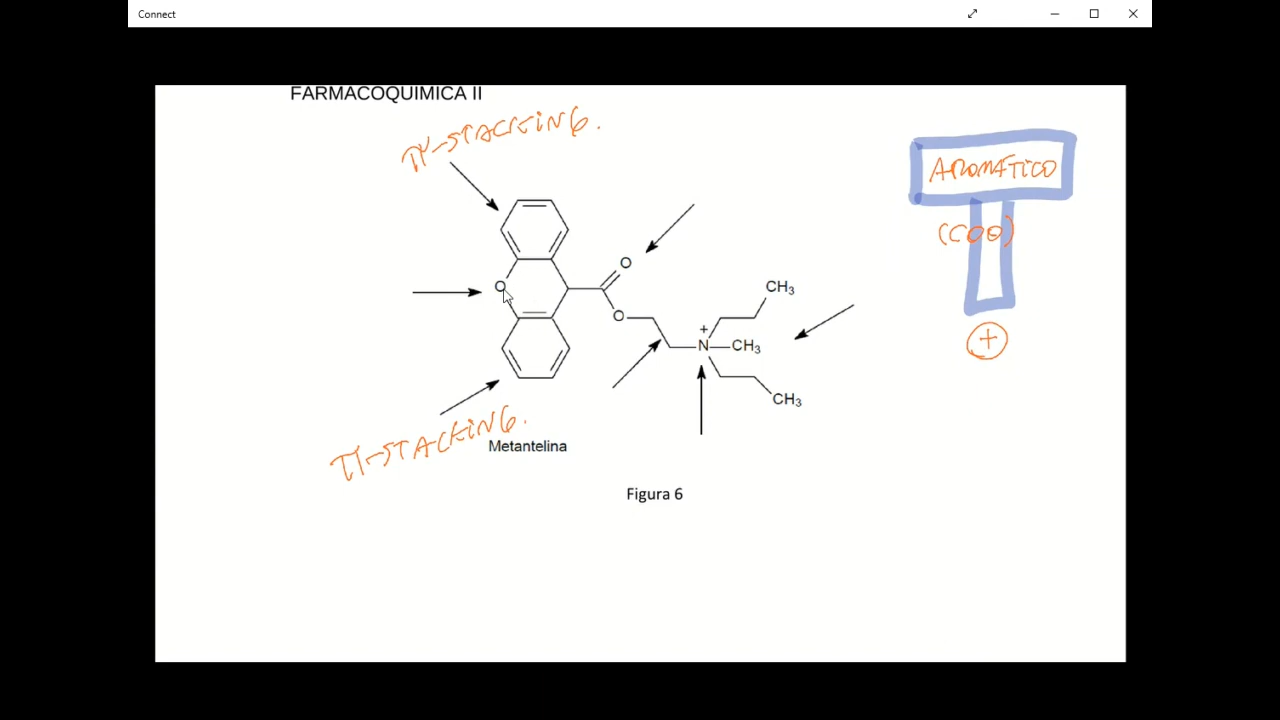 Connect
FARMACOQUIMICA II
π-STACKING.
AROMÁTICO
(COO)
O
O
O
CH3
+
N
CH3
CH3
+
π-STACKING.
Metantelina
Figura 6